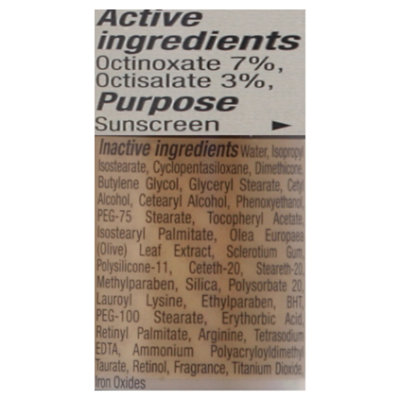 Active
ingredients
Octinoxate 7%,
Octisalate 3%,
Purpose
Sunscreen
Inactive ingredients Water, Isopropyl
Isostearate, Cyclopentasiloxane, Dimethicone,
Butylene Glycol, Glyceryl Stearate, Cetyl
Alcohol, Cetearyl Alcohol, Phenoxyethanol,
PEG-75 Stearate, Tocopheryl Acetate,
Isostearyl Palmitate, Olea Europaea
(Olive) Leaf Extract, Sclerotium Gum,
Polysilicone-11, Ceteth-20, Steareth-20,
Methylparaben, Silica, Polysorbate 20,
Lauroyl Lysine, Ethylparaben, BHT,
PEG-100 Stearate, Erythorbic Acid,
Retinyl Palmitate, Arginine, Tetrasodium
EDTA, Ammonium Polyacryloyldimethyl
Taurate, Retinol, Fragrance, Titanium Dioxide,
Iron Oxides